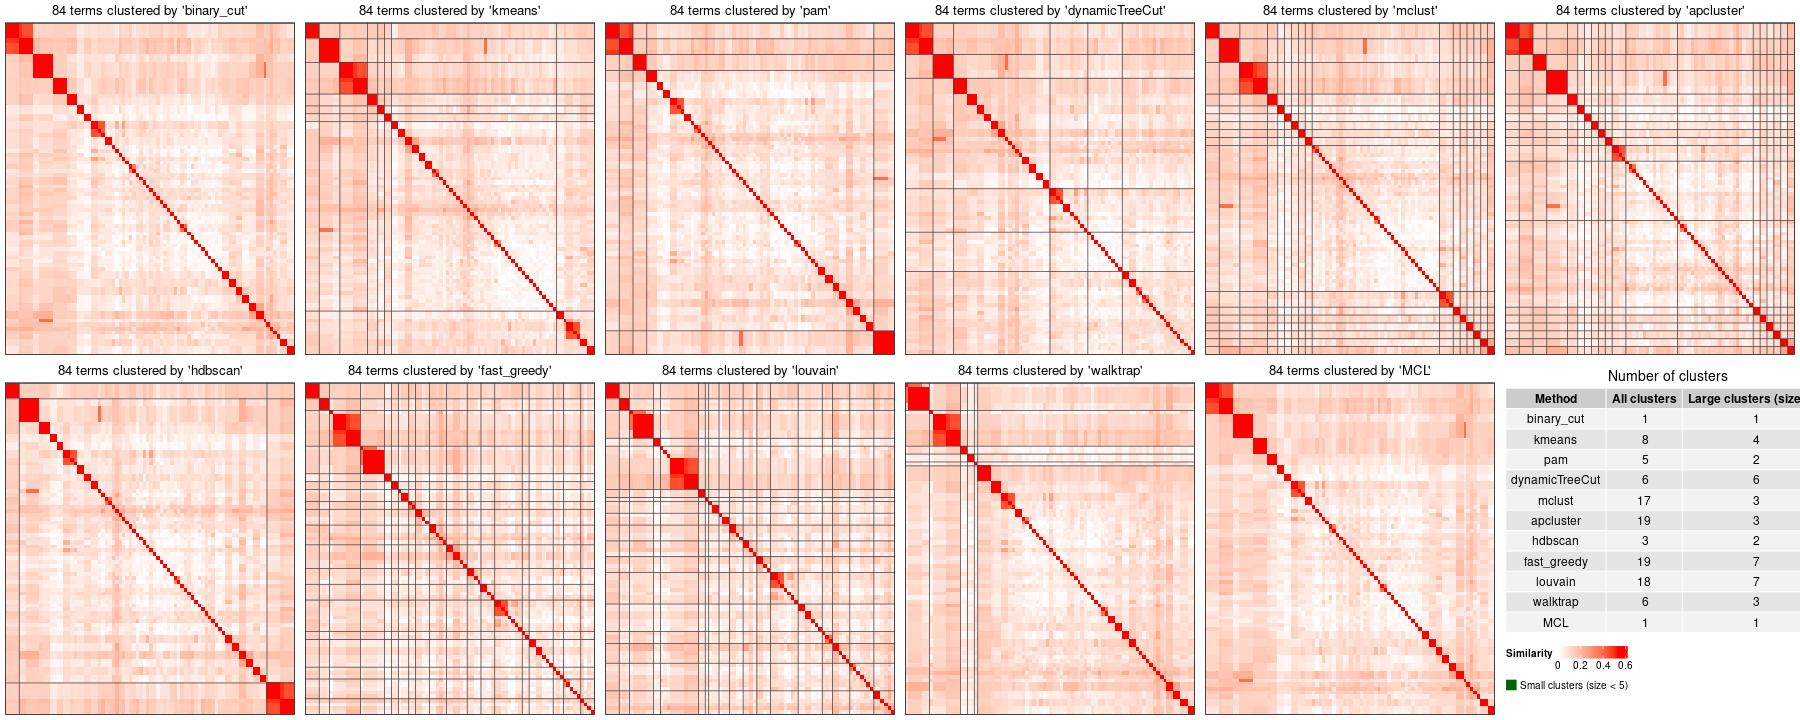 84 terms clustered by 'binary_cut'
84 terms clustered by 'kmeans'
84 terms clustered by 'pam'
84 terms clustered by 'dynamicTreeCut'
84 terms clustered by 'mclust'
84 terms clustered by 'apcluster'
84 terms clustered by 'hdbscan'
84 terms clustered by 'fast_greedy'
84 terms clustered by 'louvain'
84 terms clustered by 'walktrap'
84 terms clustered by 'MCL'
Number of clusters
Method All clusters Large clusters (size
binary_cut 1 1
kmeans 8 4
pam 5 2
dynamicTreeCut 6 6
mclust 17 3
apcluster 19 3
hdbscan 3 2
fast_greedy 19 7
louvain 18 7
walktrap 6 3
MCL 1 1
Similarity
0 0.2 0.4 0.6
Small clusters (size < 5)